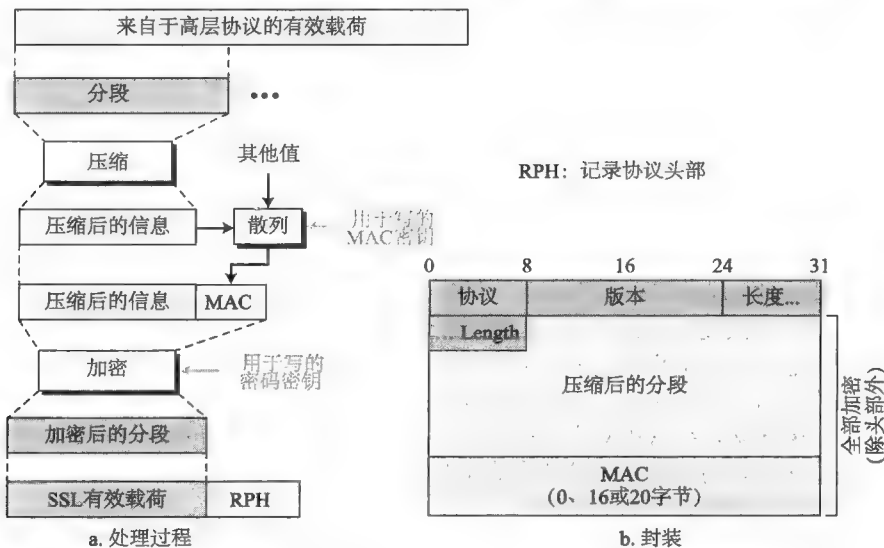 来自于高层协议的有效载荷
分段
•••
压缩
其他值
压缩后的信息
散列
用于写的
MAC密钥
压缩后的信息
MAC
加密
用于写的
密码密钥
加密后的分段
SSL有效载荷
RPH
a. 处理过程
RPH：记录协议头部
0
8
16
24
31
协议
版本
长度...
Length
压缩后的分段
MAC
(0、16或20字节)
全部加密
(除头部外)
b. 封装